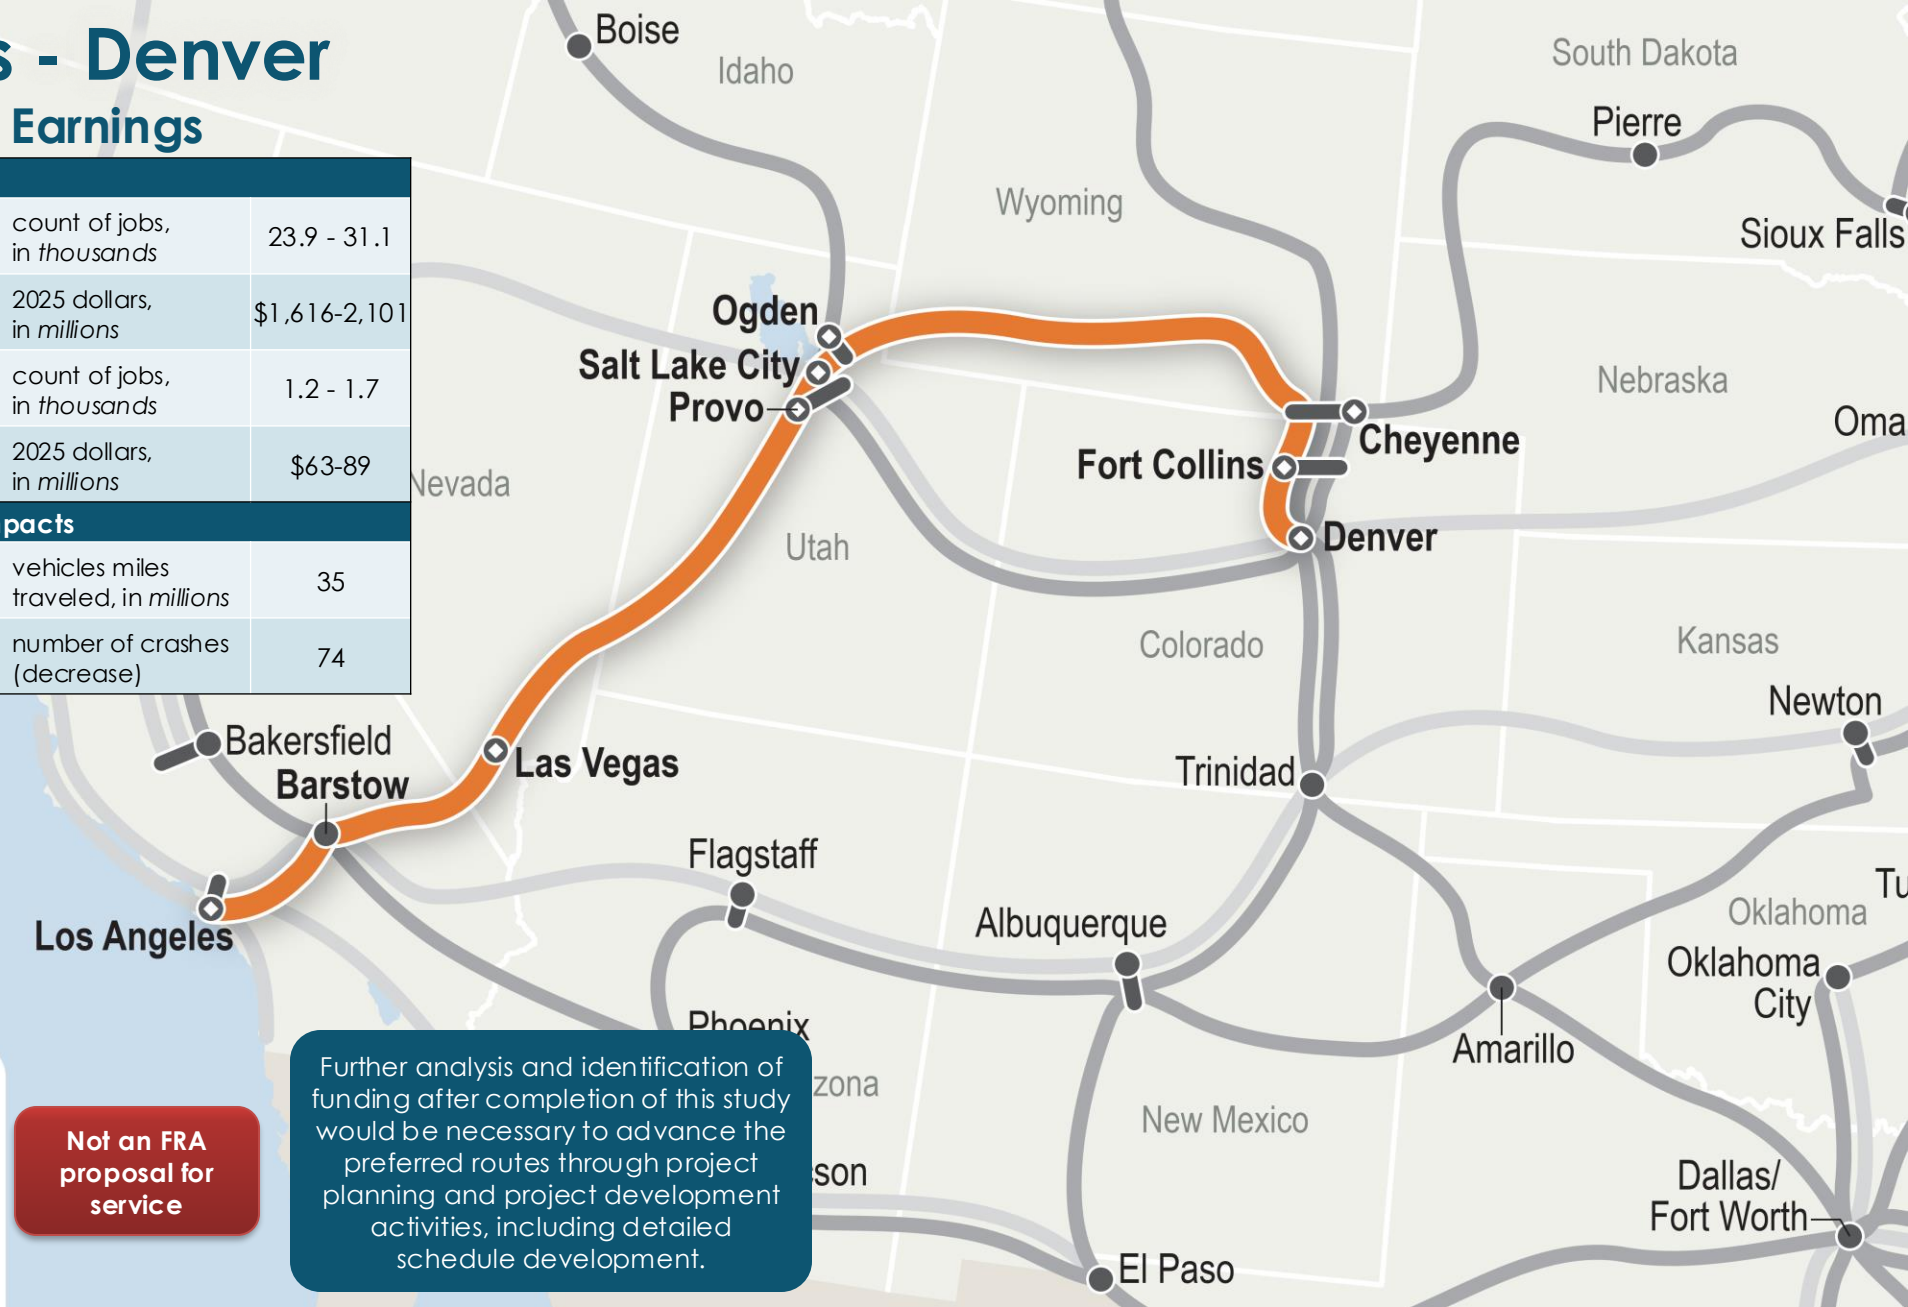 s - Denver
Earnings
count of jobs,
in thousands
23.9 - 31.1
2025 dollars,
in millions
$1,616-2,101
count of jobs,
in thousands
1.2 - 1.7
2025 dollars,
in millions
$63-89
pacts
vehicles miles
traveled, in millions
35
number of crashes
(decrease)
74
Boise
Idaho
South Dakota
Pierre
Wyoming
Sioux Falls
Ogden
Salt Lake City
Provo
Nebraska
Oma
Cheyenne
Fort Collins
Nevada
Denver
Utah
Colorado
Kansas
Newton
Bakersfield
Barstow
Las Vegas
Trinidad
Flagstaff
Tu
Albuquerque
Oklahoma
Los Angeles
Oklahoma
City
Phoenix
Amarillo
zona
New Mexico
son
Dallas/
Fort Worth
El Paso
Not an FRA
proposal for
service
Further analysis and identification of
funding after completion of this study
would be necessary to advance the
preferred routes through project
planning and project development
activities, including detailed
schedule development.